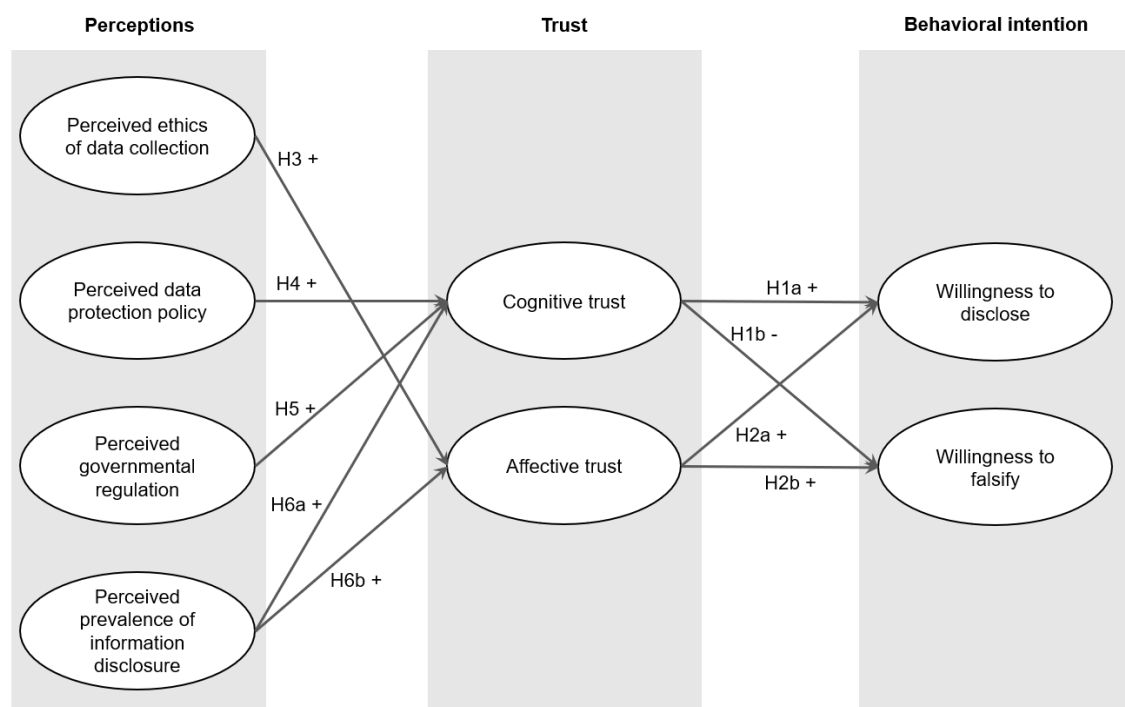 Perceptions
Trust
Behavioral intention
Perceived ethics
of data collection
H3 +
Perceived data
protection policy
H4 +
Cognitive trust
H1a +
Willingness to
disclose
H1b -
Perceived
governmental
regulation
H5 +
Affective trust
H2a +
H2b +
Willingness to
falsify
H6a +
H6b +
Perceived
prevalence of
information
disclosure